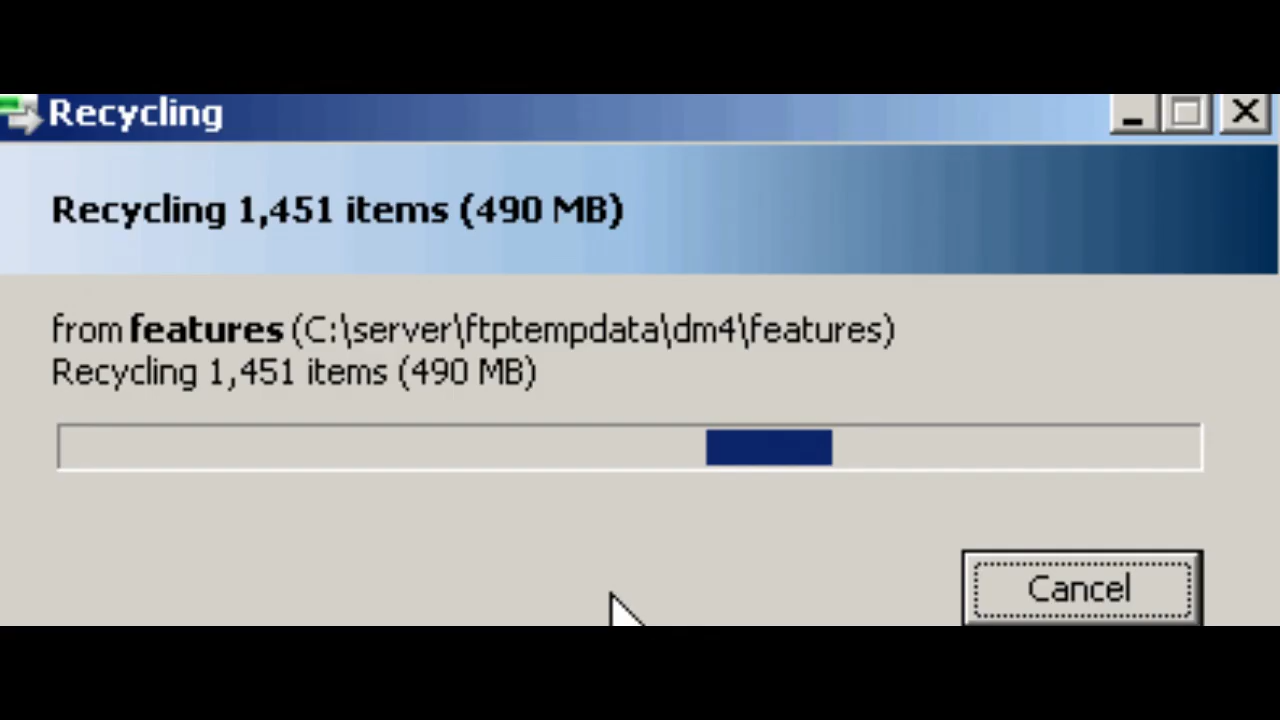 Recycling
Recycling 1,451 items (490 MB)
from features (C:\server\ftptempdata\dm4\features)
Recycling 1,451 items (490 MB)
Cancel